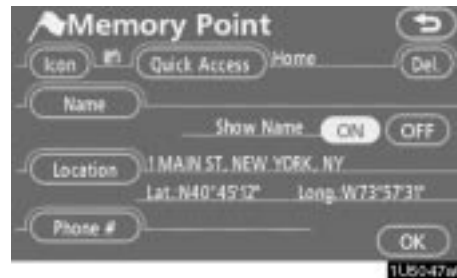 Memory Point
Icon Quick Access Home Del.
Name
Show Name ON OFF
Location 1 MAIN ST, NEW YORK, NY
Lat. N40°45'12" Long. W73°57'31"
Phone #
OK
1U5047w